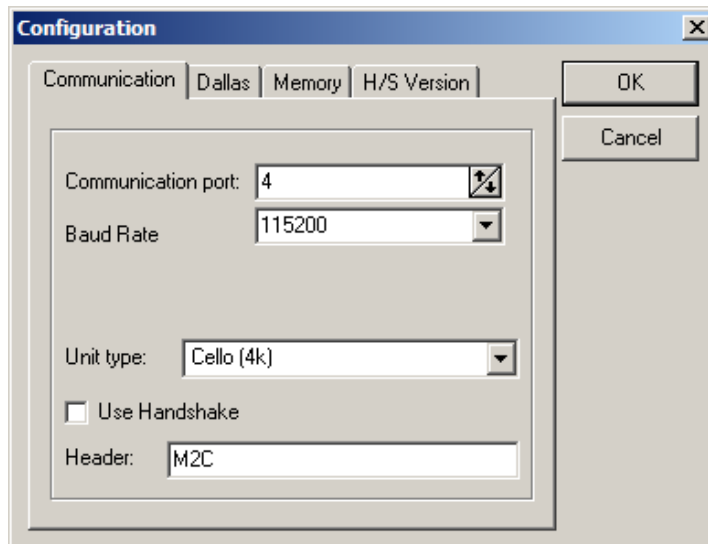 Configuration
Communication Dallas Memory H/S Version
OK
Cancel
Communication port: 4
Baud Rate 115200
Unit type: Cello (4k)
Use Handshake
Header: M2C